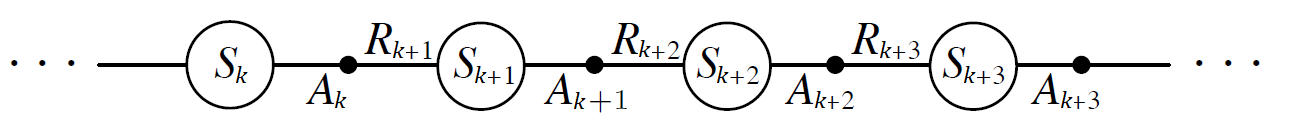 · · · S_k A_k R_{k+1} S_{k+1} A_{k+1} R_{k+2} S_{k+2} A_{k+2} R_{k+3} S_{k+3} A_{k+3} · · ·